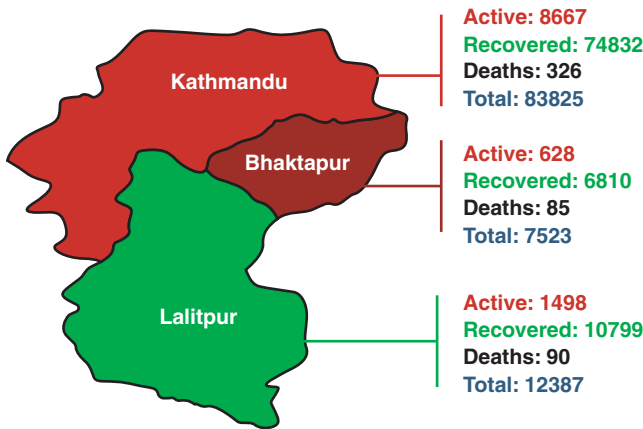 Kathmandu
Active: 8667
Recovered: 74832
Deaths: 326
Total: 83825
Bhaktapur
Active: 628
Recovered: 6810
Deaths: 85
Total: 7523
Lalitpur
Active: 1498
Recovered: 10799
Deaths: 90
Total: 12387